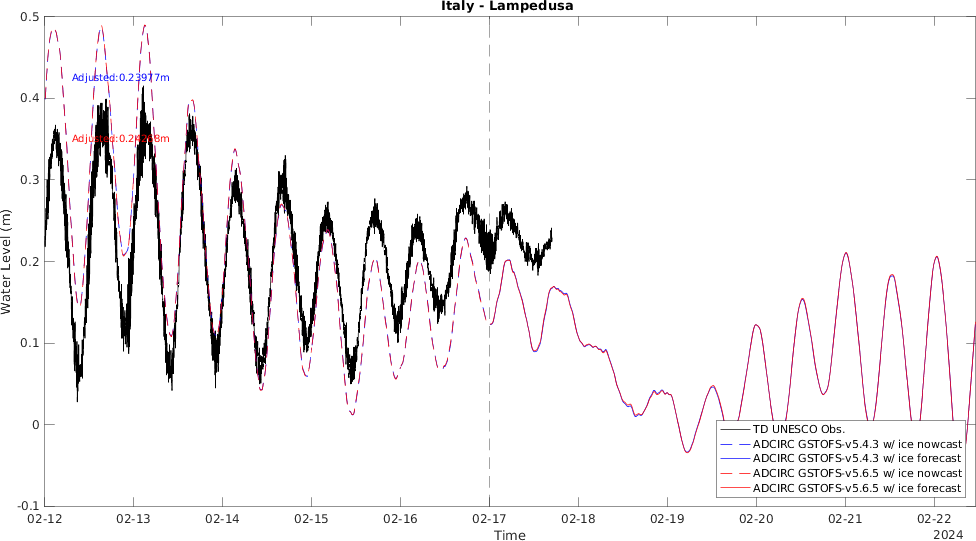 Italy - Lampedusa
0.5
0.4
0.3
0.2
0.1
0
-0.1
Water Level (m)
Adjusted:0.23977m
02-12
02-13
02-14
02-15
02-16
02-17
02-18
02-19
02-20
02-21
02-22
Time
2024
TD UNESCO Obs.
ADCIRC GSTOFS-v5.4.3 w/ ice nowcast
ADCIRC GSTOFS-v5.4.3 w/ ice forecast
ADCIRC GSTOFS-v5.6.5 w/ ice nowcast
ADCIRC GSTOFS-v5.6.5 w/ ice forecast